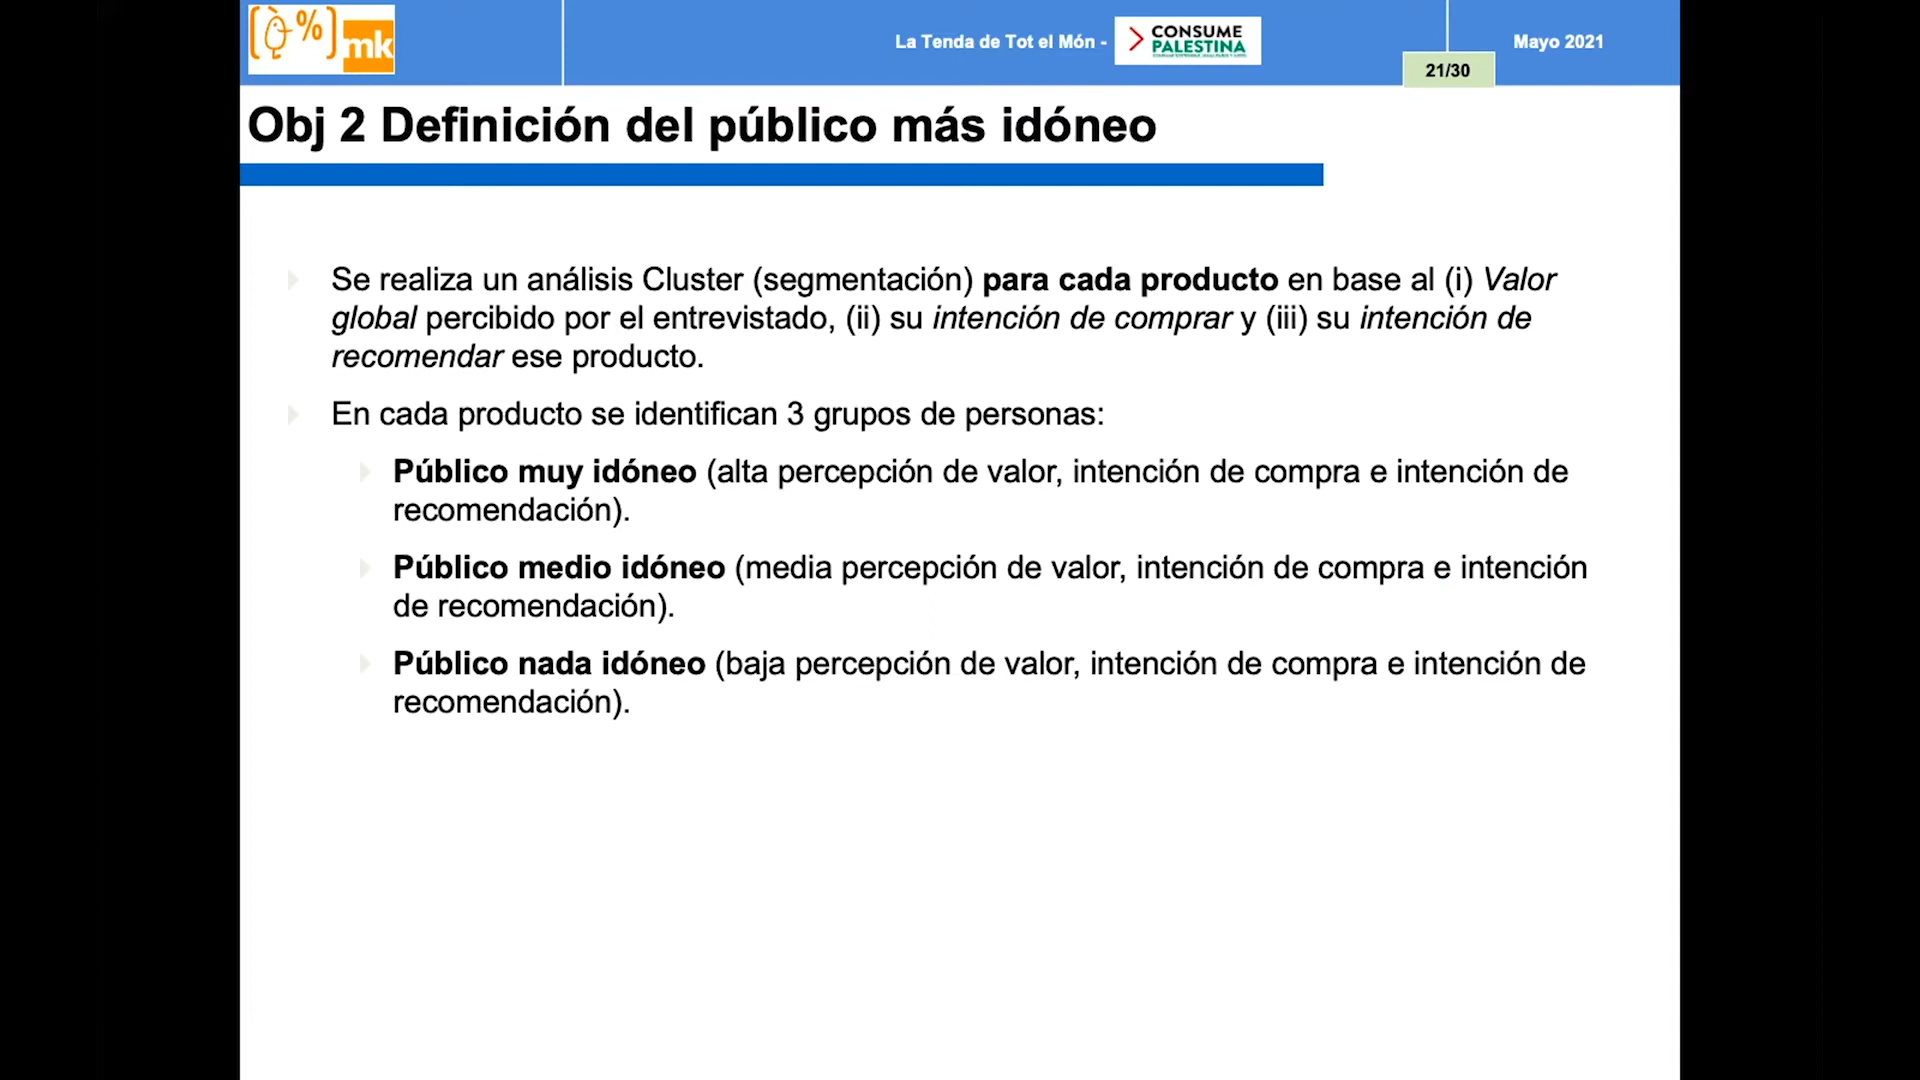 %
mk
La Tenda de Tot el Món -
CONSUME
PALESTINA
21/30
Mayo 2021
Obj 2 Definición del público más idóneo
Se realiza un análisis Cluster (segmentación) para cada producto en base al (i) Valor
global percibido por el entrevistado, (ii) su intención de comprar y (iii) su intención de
recomendar ese producto.
En cada producto se identifican 3 grupos de personas:
Público muy idóneo (alta percepción de valor, intención de compra e intención de
recomendación).
Público medio idóneo (media percepción de valor, intención de compra e intención
de recomendación).
Público nada idóneo (baja percepción de valor, intención de compra e intención de
recomendación).